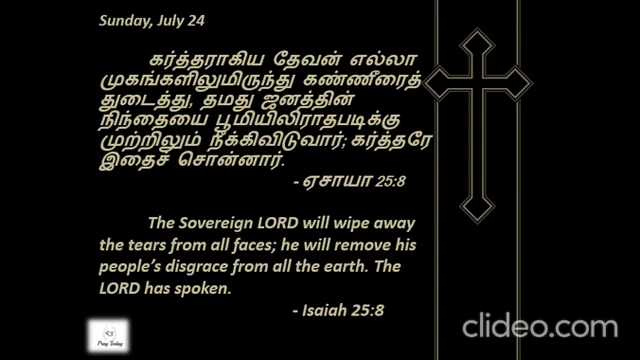 Sunday, July 24
கர்த்தராகிய தேவன் எல்லா
முகங்களிலுமிருந்து கண்ணீரைத்
துடைத்து, தமது ஜனத்தின்
நிந்தையை பூமியிலிராதபடிக்கு
முற்றிலும் நீக்கிவிடுவார்; கர்த்தரே
இதைச் சொன்னார்.
- ஏசாயா 25:8
The Sovereign LORD will wipe away
the tears from all faces; he will remove his
people’s disgrace from all the earth. The
LORD has spoken.
- Isaiah 25:8
Pray Today
clideo.com